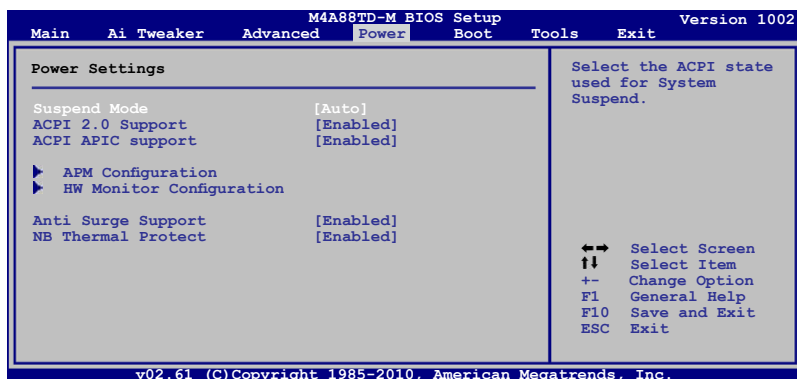 M4A88TD-M BIOS Setup Version 1002
Main Ai Tweaker Advanced Power Boot Tools Exit
Power Settings
Suspend Mode [Auto]
ACPI 2.0 Support [Enabled]
ACPI APIC support [Enabled]
APM Configuration
HW Monitor Configuration
Anti Surge Support [Enabled]
NB Thermal Protect [Enabled]
Select the ACPI state
used for System
Suspend.
←→ Select Screen
↑↓ Select Item
+- Change Option
F1 General Help
F10 Save and Exit
ESC Exit
v02.61 (C)Copyright 1985-2010, American Megatrends, Inc.